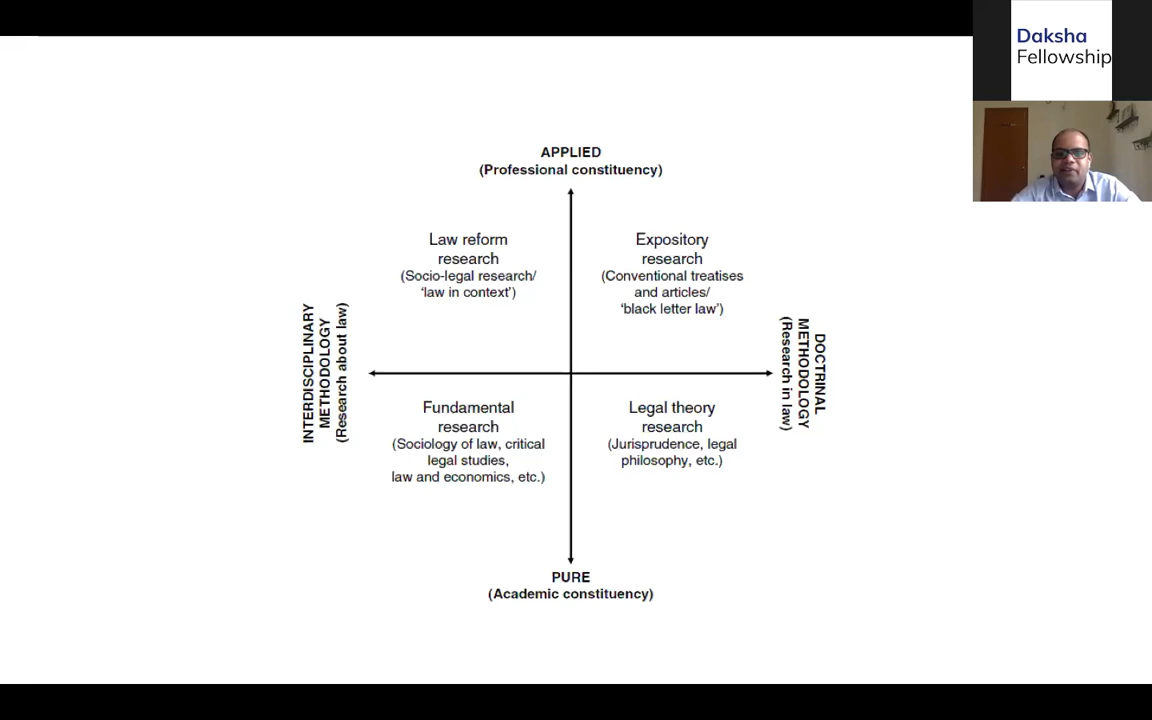 Daksha
Fellowship
APPLIED
(Professional constituency)
Law reform
research
(Socio-legal research/
‘law in context’)
Expository
research
(Conventional treatises
and articles/
‘black letter law’)
INTERDISCIPLINARY
METHODOLOGY
(Research about law)
DOCTRINAL
METHODOLOGY
(Research in law)
Fundamental
research
(Sociology of law, critical
legal studies,
law and economics, etc.)
Legal theory
research
(Jurisprudence, legal
philosophy, etc.)
PURE
(Academic constituency)